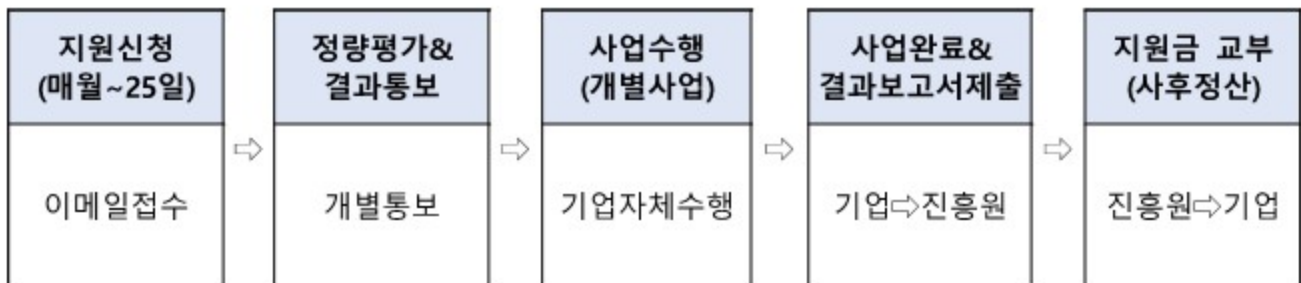 지원신청
(매월~25일)
정량평가&
결과통보
사업수행
(개별사업)
사업완료&
결과보고서제출
지원금 교부
(사후정산)
이메일접수
개별통보
기업자체수행
기업⇨진흥원
진흥원⇨기업